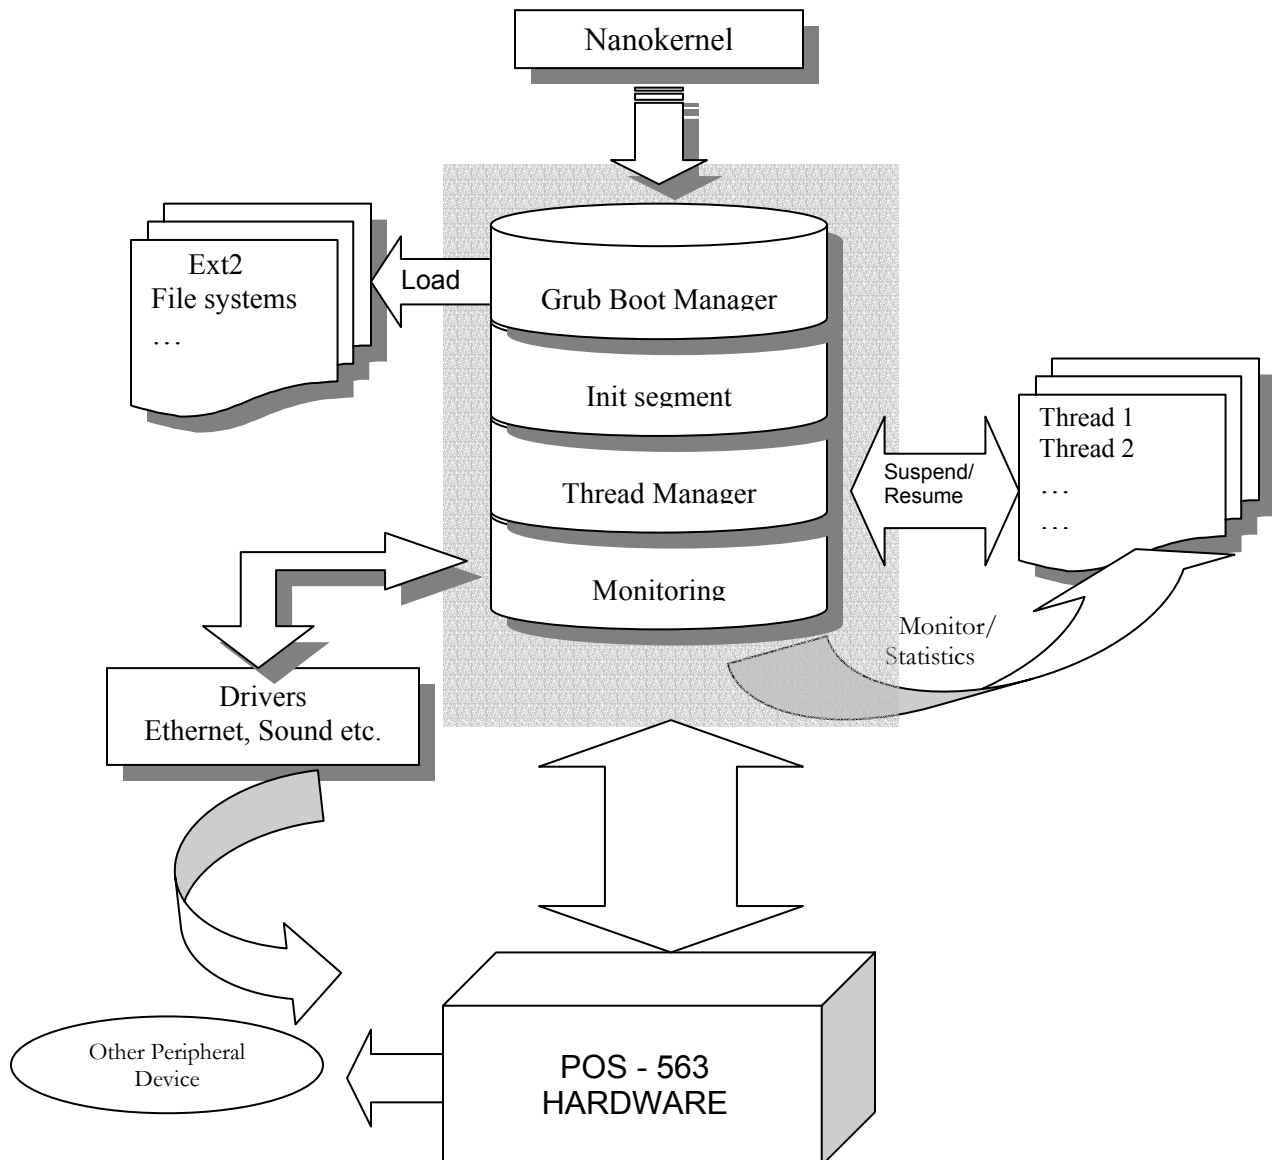 Nanokernel
Ext2
File systems
...
Load
Grub Boot Manager
Init segment
Thread Manager
Monitoring
Suspend/
Resume
Thread 1
Thread 2
...
...
Monitor/
Statistics
Drivers
Ethernet, Sound etc.
Other Peripheral
Device
POS - 563
HARDWARE